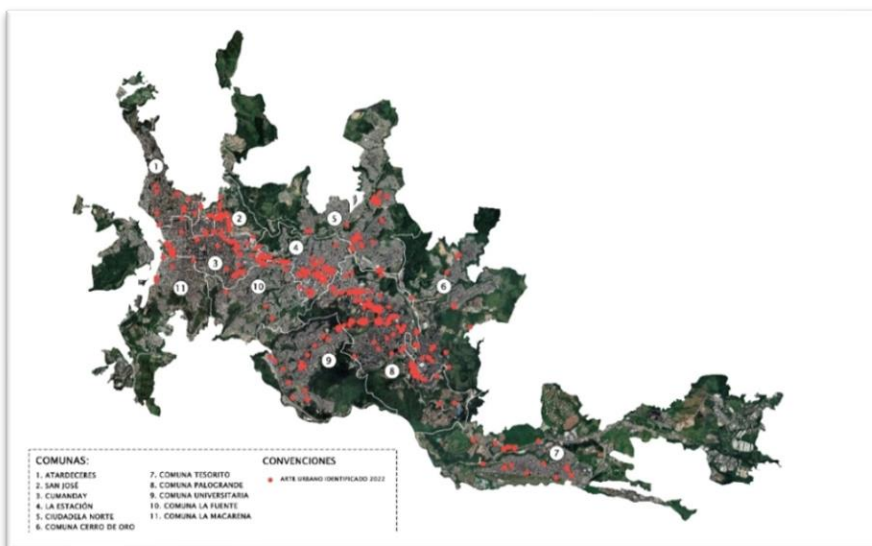 1
2
5
4
3
10
11
6
9
8
7
COMUNAS:
1. ATARDECERES
2. SAN JOSÉ
3. CUMANDAY
4. LA ESTACIÓN
5. CIUDADELA NORTE
6. COMUNA CERRO DE ORO
7. COMUNA TESORITO
8. COMUNA PALOGRANDE
9. COMUNA UNIVERSITARIA
10. COMUNA LA FUENTE
11. COMUNA LA MACARENA
CONVENCIONES
ARTE URBANO IDENTIFICADO 2022